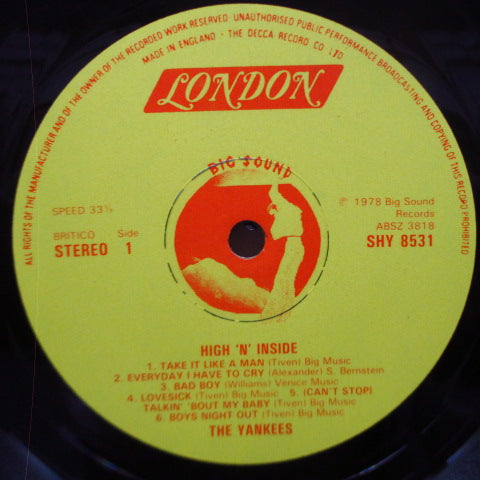 ALL RIGHTS OF THE MANUFACTURER AND OF THE OWNER OF THE RECORDED WORK RESERVED · UNAUTHORISED PUBLIC PERFORMANCE BROADCASTING AND COPYING OF THIS RECORD PROHIBITED
MADE IN ENGLAND · THE DECCA RECORD CO LTD
LONDON
BIG SOUND
SPEED 33⅓
℗ 1978 Big Sound
Records
BRITICO Side
ABSZ 3818
STEREO 1
SHY 8531
HIGH 'N' INSIDE
1. TAKE IT LIKE A MAN (Tiven) Big Music
2. EVERYDAY I HAVE TO CRY (Alexander) S. Bernstein
3. BAD BOY (Williams) Venice Music
4. LOVESICK (Tiven) Big Music 5. (CAN'T STOP)
TALKIN' 'BOUT MY BABY (Tiven) Big Music
6. BOYS NIGHT OUT (Tiven) Big Music
THE YANKEES